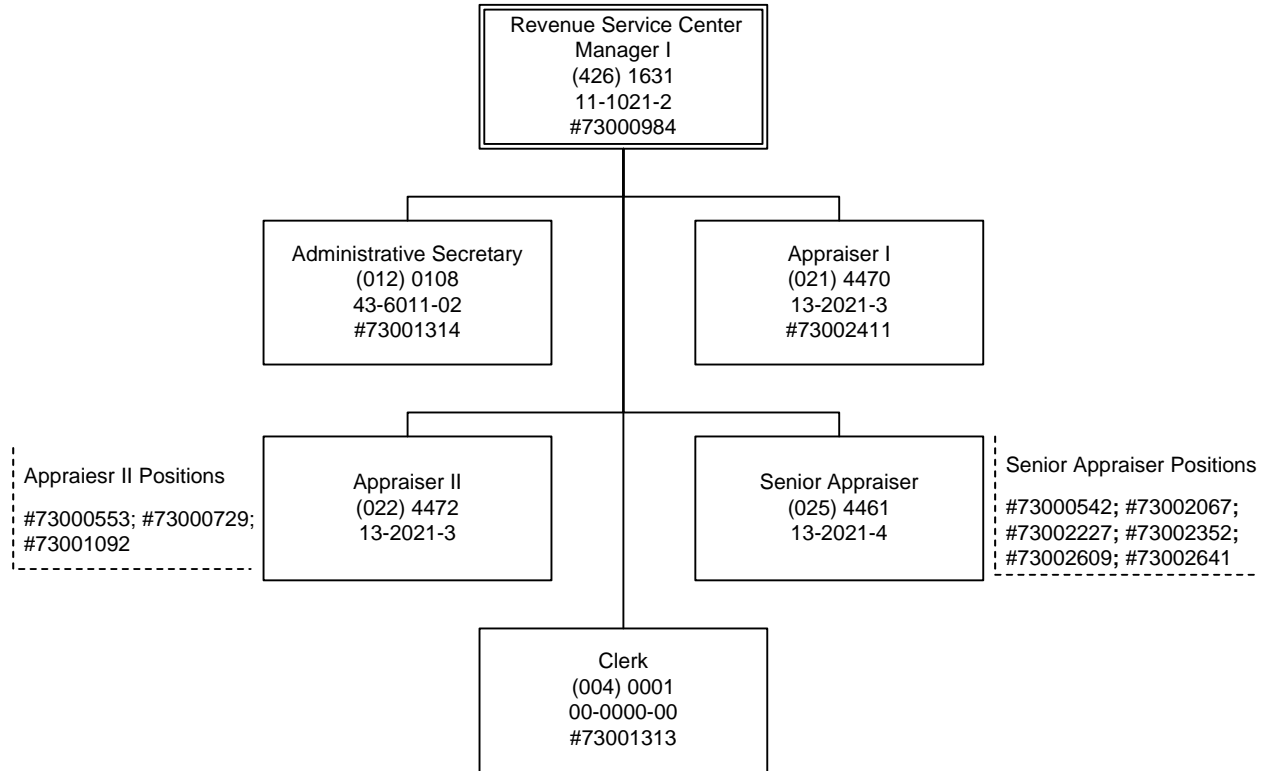 Revenue Service Center
Manager I
(426) 1631
11-1021-2
#73000984
Administrative Secretary
(012) 0108
43-6011-02
#73001314
Appraiser I
(021) 4470
13-2021-3
#73002411
Appraiesr II Positions
#73000553; #73000729;
#73001092
Appraiser II
(022) 4472
13-2021-3
Senior Appraiser
(025) 4461
13-2021-4
Senior Appraiser Positions
#73000542; #73002067;
#73002227; #73002352;
#73002609; #73002641
Clerk
(004) 0001
00-0000-00
#73001313